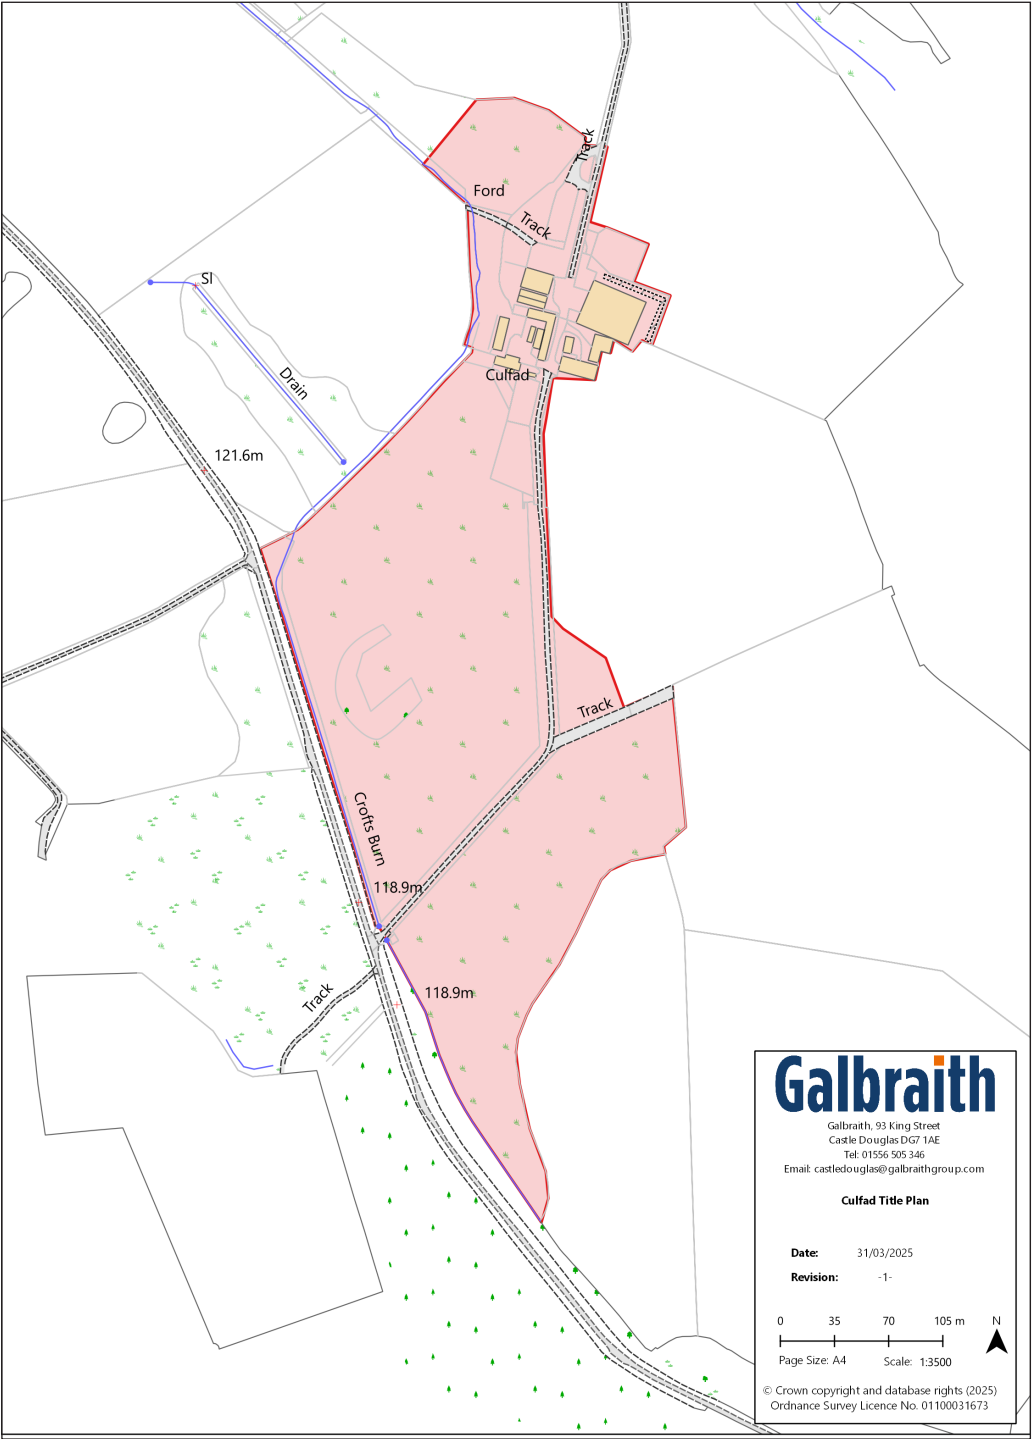 Track
Ford
Track
Sl
Drain
Culfad
121.6m
Track
Crofts Burn
118.9m
118.9m
Track
Galbraith
Galbraith, 93 King Street
Castle Douglas DG7 1AE
Tel: 01556 505 346
Email: castledouglas@galbraithgroup.com
Culfad Title Plan
Date: 31/03/2025
Revision: -1-
0 35 70 105 m N
Page Size: A4 Scale: 1:3500
© Crown copyright and database rights (2025)
Ordnance Survey Licence No. 01100031673